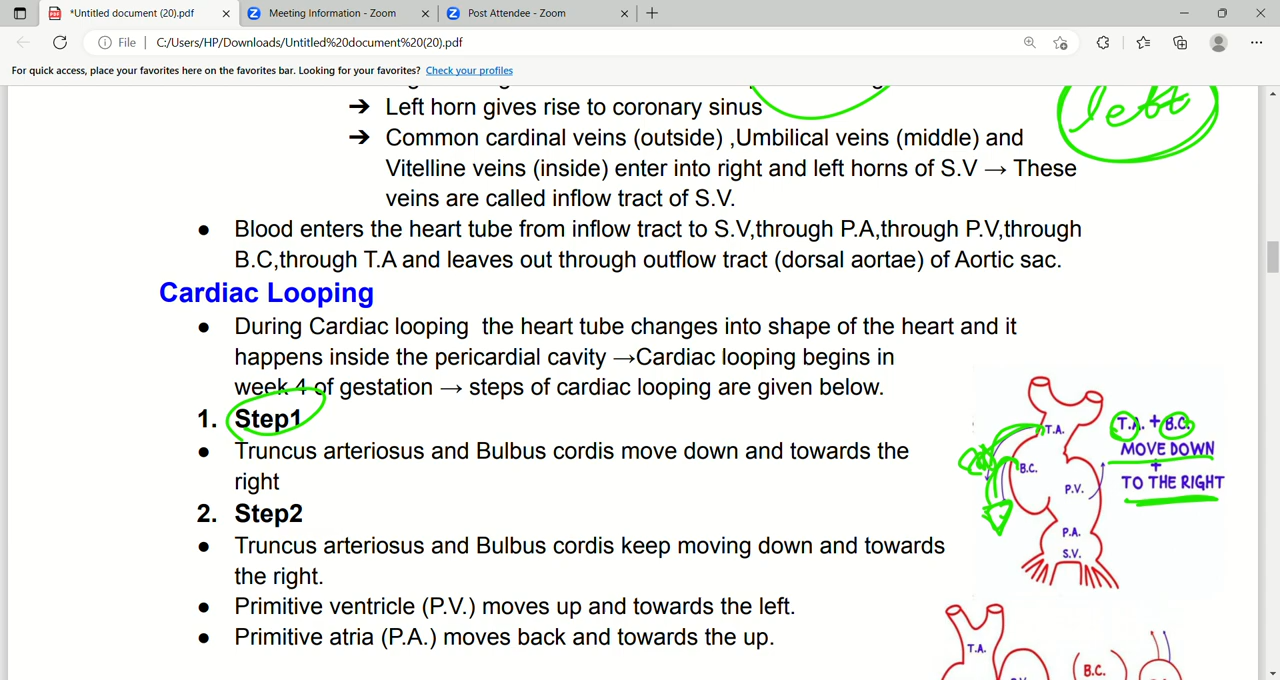 *Untitled document (20).pdf
Meeting Information - Zoom
Post Attendee - Zoom
File
C:/Users/HP/Downloads/Untitled%20document%20(20).pdf
For quick access, place your favorites here on the favorites bar. Looking for your favorites? Check your profiles
➔ Left horn gives rise to coronary sinus
left
➔ Common cardinal veins (outside) ,Umbilical veins (middle) and
Vitelline veins (inside) enter into right and left horns of S.V → These
veins are called inflow tract of S.V.
● Blood enters the heart tube from inflow tract to S.V,through P.A,through P.V,through
B.C,through T.A and leaves out through outflow tract (dorsal aortae) of Aortic sac.
Cardiac Looping
● During Cardiac looping the heart tube changes into shape of the heart and it
happens inside the pericardial cavity →Cardiac looping begins in
week 4 of gestation → steps of cardiac looping are given below.
1. Step1
● Truncus arteriosus and Bulbus cordis move down and towards the
right
2. Step2
● Truncus arteriosus and Bulbus cordis keep moving down and towards
the right.
● Primitive ventricle (P.V.) moves up and towards the left.
● Primitive atria (P.A.) moves back and towards the up.
T.A.
B.C.
P.V.
P.A.
S.V.
T.A. + B.C.
MOVE DOWN
+
TO THE RIGHT
T.A.
B.C.